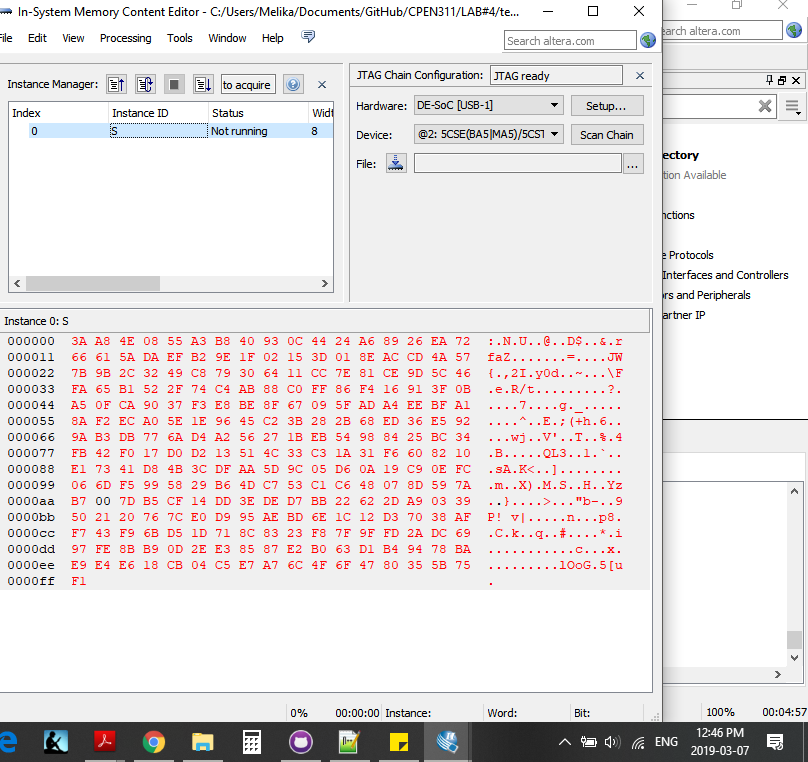 In-System Memory Content Editor - C:/Users/Melika/Documents/GitHub/CPEN311/LAB#4/te...
File Edit View Processing Tools Window Help
Search altera.com
earch altera.com
Instance Manager: to acquire
Index Instance ID Status Widt
0 S Not running 8
JTAG Chain Configuration: JTAG ready
Hardware: DE-SoC [USB-1] Setup...
Device: @2: 5CSE(BA5|MA5)/5CST Scan Chain
File: ...
ectory
tion Available
nctions
e Protocols
Interfaces and Controllers
ors and Peripherals
artner IP
Instance 0: S
000000 3A A8 4E 08 55 A3 B8 40 93 0C 44 24 A6 89 26 EA 72 :.N.U..@..D$..&.r
000011 66 61 5A DA EF B2 9E 1F 02 15 3D 01 8E AC CD 4A 57 faZ.......=....JW
000022 7B 9B 2C 32 49 C8 79 30 64 11 CC 7E 81 CE 9D 5C 46 {.,2I.y0d..~...\F
000033 FA 65 B1 52 2F 74 C4 AB 88 C0 FF 86 F4 16 91 3F 0B .e.R/t.........?.
000044 A5 0F CA 90 37 F3 E8 BE 8F 67 09 5F AD A4 EE BF A1 ....7....g._.....
000055 8A F2 EC A0 5E 1E 96 45 C2 3B 28 2B 68 ED 36 E5 92 ....^..E.;(+h.6..
000066 9A B3 DB 77 6A D4 A2 56 27 1B EB 54 98 84 25 BC 34 ...wj..V'..T..%.4
000077 FB 42 F0 17 D0 D2 13 51 4C 33 C3 1A 31 F6 60 82 10 .B.....QL3..1.`..
000088 E1 73 41 D8 4B 3C DF AA 5D 9C 05 D6 0A 19 C9 0E FC .sA.K<..]........
000099 06 6D F5 99 58 29 B6 4D C7 53 C1 C6 48 07 8D 59 7A .m..X).M.S..H..Yz
0000aa B7 00 7D B5 CF 14 DD 3E DE D7 BB 22 62 2D A9 03 39 ..}....>..."b-..9
0000bb 50 21 20 76 7C E0 D9 95 AE BD 6E 1C 12 D3 70 38 AF P! v|.....n...p8.
0000cc F7 43 F9 6B D5 1D 71 8C 83 23 F8 7F 9F FD 2A DC 69 .C.k..q..#....*.i
0000dd 97 FE 8B B9 0D 2E E3 85 87 E2 B0 63 D1 B4 94 78 BA ...........c...x.
0000ee E9 E4 E6 18 CB 04 C5 E7 A7 6C 4F 6F 47 80 35 5B 75 .........lOoG.5[u
0000ff F1 .
0% 00:00:00 Instance: Word: Bit:
100% 00:04:57
ENG 12:46 PM
2019-03-07